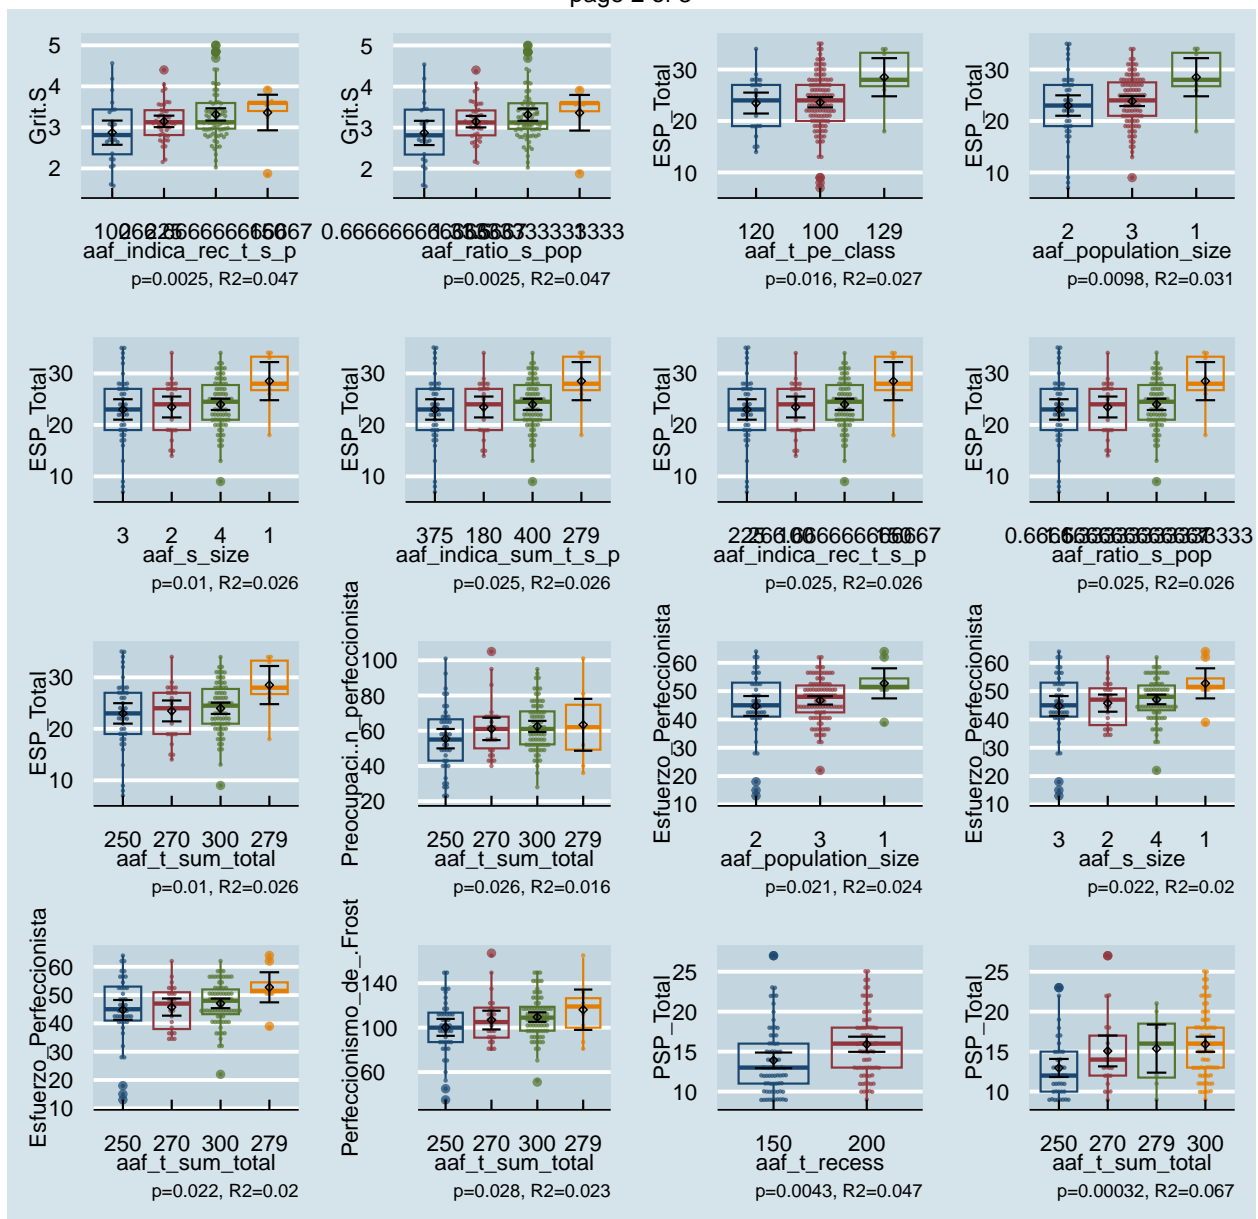 5 5
4 4 30 30
3 3 20 20
2 2 10 10
Grit.S Grit.S ESP_Total ESP_Total
120 100 129 2 3 1
aaf_indica_rec_t_s_p aaf_ratio_s_pop aaf_t_pe_class aaf_population_size
p=0.0025, R2=0.047 p=0.0025, R2=0.047 p=0.016, R2=0.027 p=0.0098, R2=0.031
30 30 30 30
20 20 20 20
10 10 10 10
ESP_Total ESP_Total ESP_Total ESP_Total
3 2 4 1 375 180 400 279
aaf_s_size aaf_indica_sum_t_s_p aaf_indica_rec_t_s_p aaf_ratio_s_pop
p=0.01, R2=0.026 p=0.025, R2=0.026 p=0.025, R2=0.026 p=0.025, R2=0.026
30 100 60 60
20 80 50 50
10 60 40 40
40 30 30
20 20 20
10 10
ESP_Total Preocupaci..n_perfeccionista Esfuerzo_Perfeccionista Esfuerzo_Perfeccionista
250 270 300 279 250 270 300 279 2 3 1 3 2 4 1
aaf_t_sum_total aaf_t_sum_total aaf_population_size aaf_s_size
p=0.01, R2=0.026 p=0.026, R2=0.016 p=0.021, R2=0.024 p=0.022, R2=0.02
60 140 25 25
50 100 20 20
40 60 15 15
30 10 10
20
10
Esfuerzo_Perfeccionista Perfeccionismo_de_.Frost PSP_Total PSP_Total
250 270 300 279 250 270 300 279 150 200 250 270 279 300
aaf_t_sum_total aaf_t_sum_total aaf_t_recess aaf_t_sum_total
p=0.022, R2=0.02 p=0.028, R2=0.023 p=0.0043, R2=0.047 p=0.00032, R2=0.067